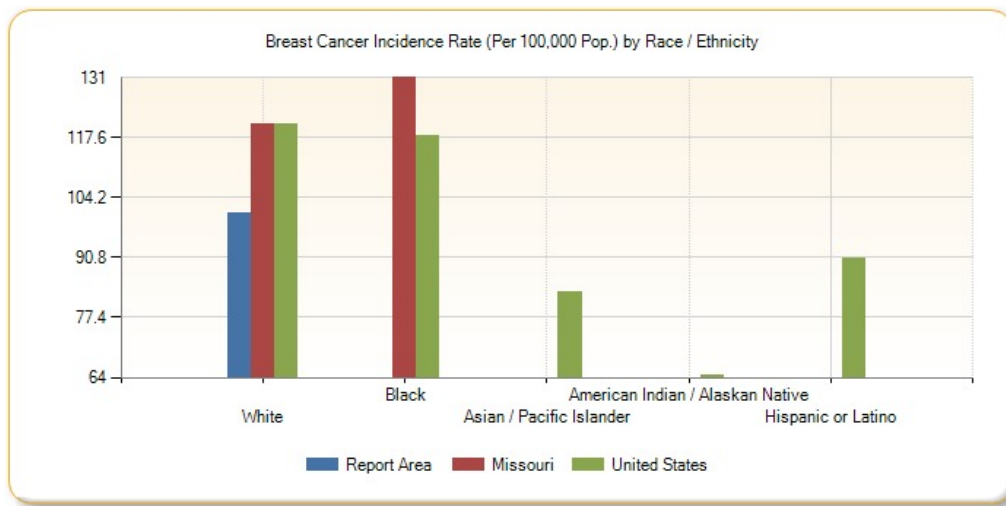 Breast Cancer Incidence Rate (Per 100,000 Pop.) by Race / Ethnicity
131
117.6
104.2
90.8
77.4
64
Black
American Indian / Alaskan Native
White
Asian / Pacific Islander
Hispanic or Latino
Report Area
Missouri
United States